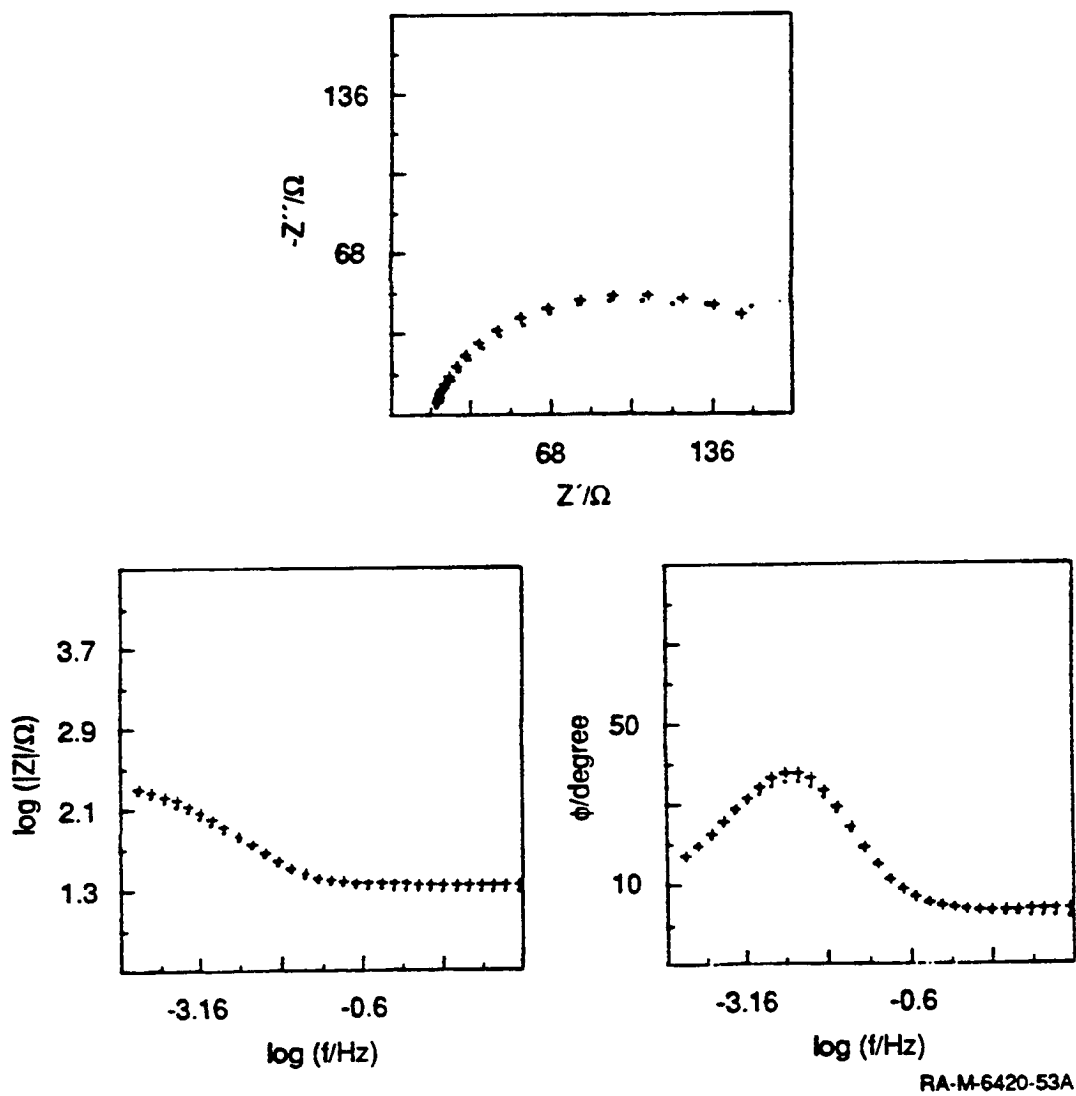 136
-Z´´/Ω
68
68 136
Z´/Ω
3.7
2.9
2.1
1.3
log (|Z|/Ω)
-3.16 -0.6
log (f/Hz)
50
ϕ/degree
10
-3.16 -0.6
log (f/Hz)
RA-M-6420-53A